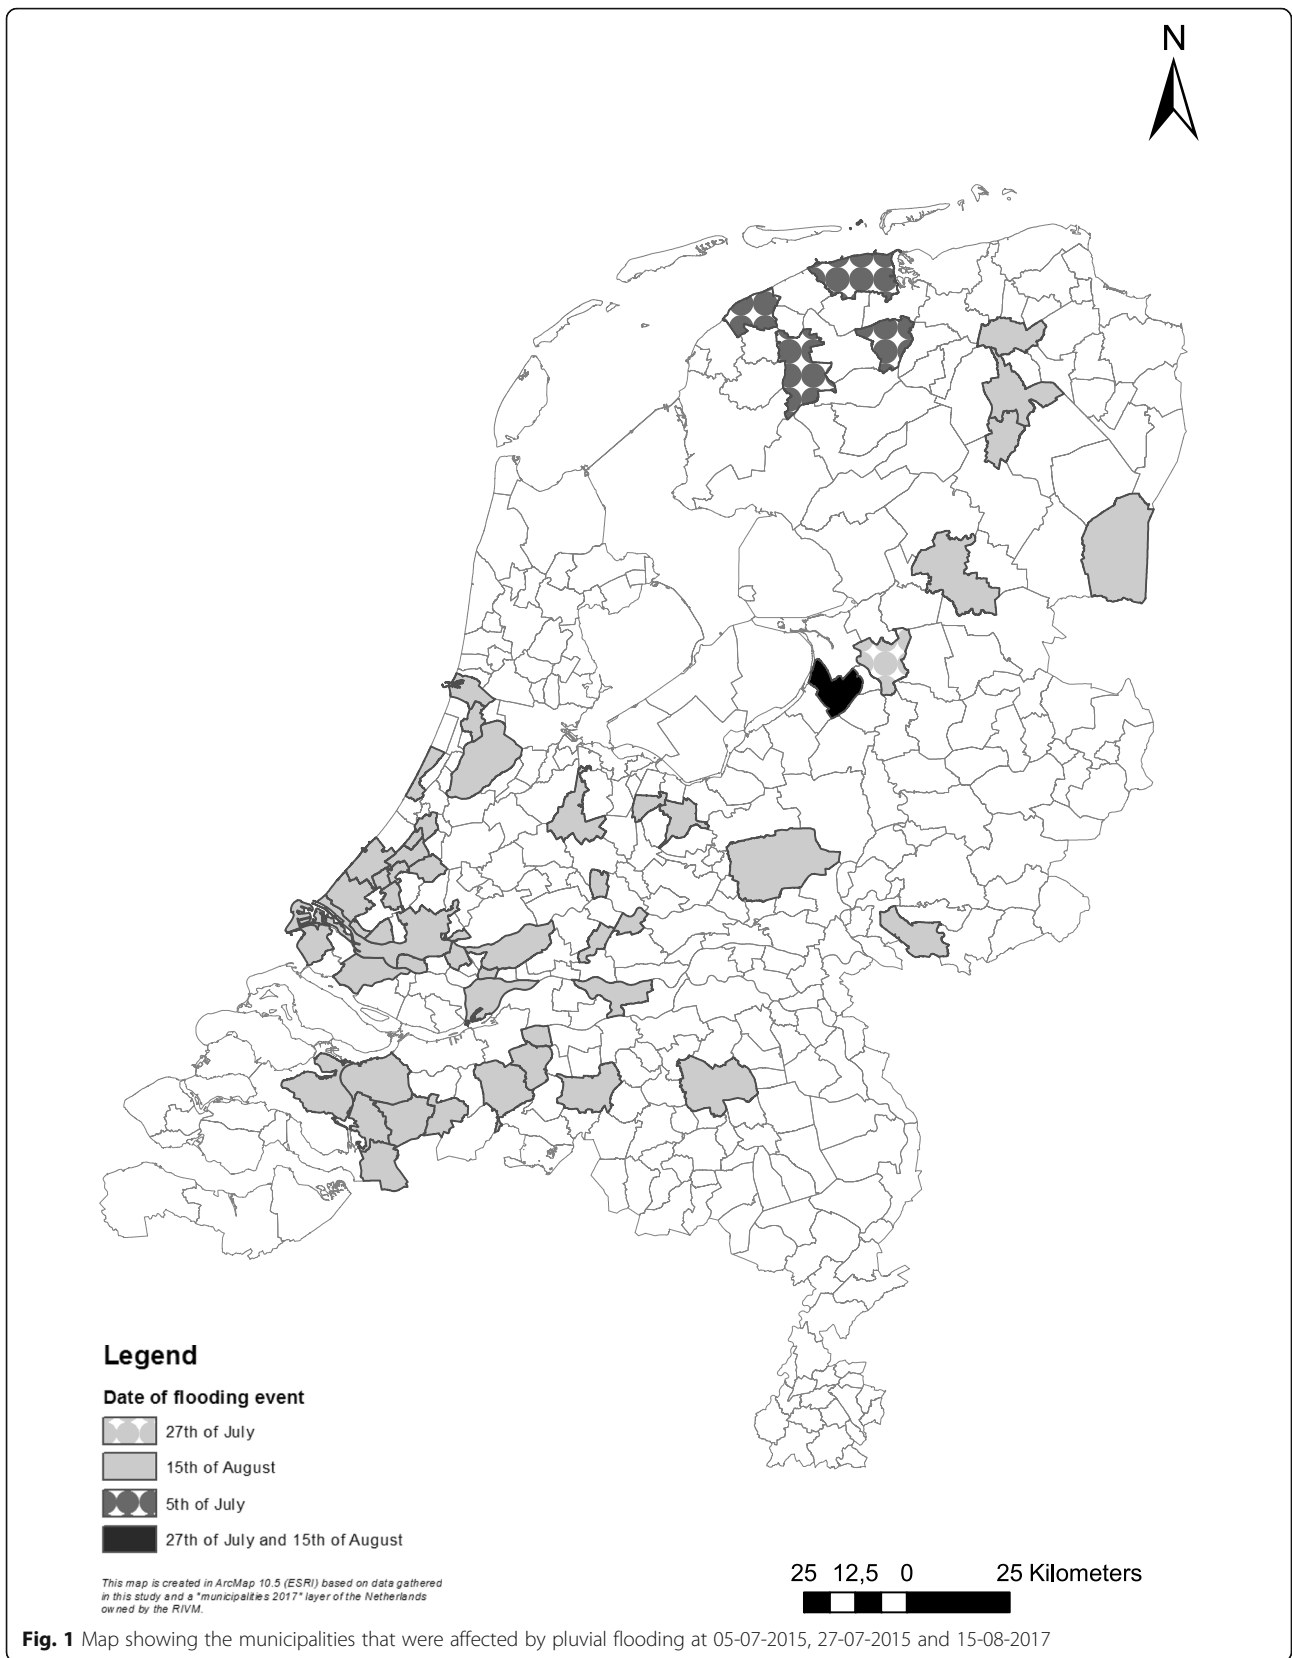 N
Legend
Date of flooding event
27th of July
15th of August
5th of July
27th of July and 15th of August
This map is created in ArcMap 10.5 (ESRI) based on data gathered
in this study and a "municipalities 2017" layer of the Netherlands
owned by the RIVM.
25 12,5 0 25 Kilometers
Fig. 1 Map showing the municipalities that were affected by pluvial flooding at 05-07-2015, 27-07-2015 and 15-08-2017